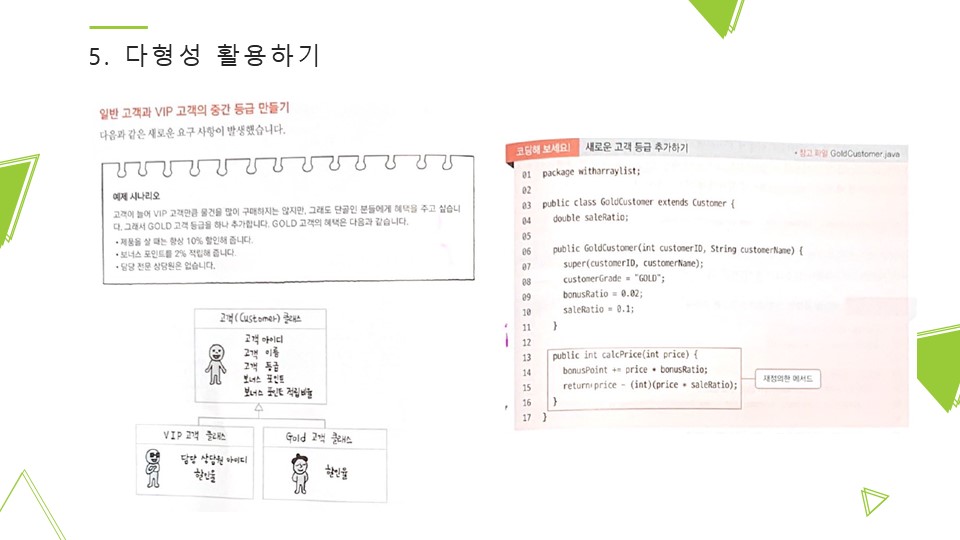 5. 다형성 활용하기
일반 고객과 VIP 고객의 중간 등급 만들기
다음과 같은 새로운 요구 사항이 발생했습니다.
예제 시나리오
고객이 늘어 VIP 고객만큼 물건을 많이 구매하지는 않지만, 그래도 단골인 분들에게 혜택을 주고 싶습니
다. 그래서 GOLD 고객 등급을 하나 추가합니다. GOLD 고객의 혜택은 다음과 같습니다.
• 제품을 살 때는 항상 10% 할인해 줍니다.
• 보너스 포인트를 2% 적립해 줍니다.
• 담당 전문 상담원은 없습니다.
고객(Customer) 클래스
고객 아이디
고객 이름
고객 등급
보너스 포인트
보너스 포인트 적립비율
VIP 고객 클래스
담당 상담원 아이디
할인율
Gold 고객 클래스
할인율
코딩해 보세요! 새로운 고객 등급 추가하기 • 참고 파일 GoldCustomer.java
01 package witharraylist;
02
03 public class GoldCustomer extends Customer {
04 double saleRatio;
05
06 public GoldCustomer(int customerID, String customerName) {
07 super(customerID, customerName);
08 customerGrade = "GOLD";
09 bonusRatio = 0.02;
10 saleRatio = 0.1;
11 }
12
13 public int calcPrice(int price) {
14 bonusPoint += price * bonusRatio;
15 return price - (int)(price * saleRatio);
16 }
17 }
재정의한 메서드